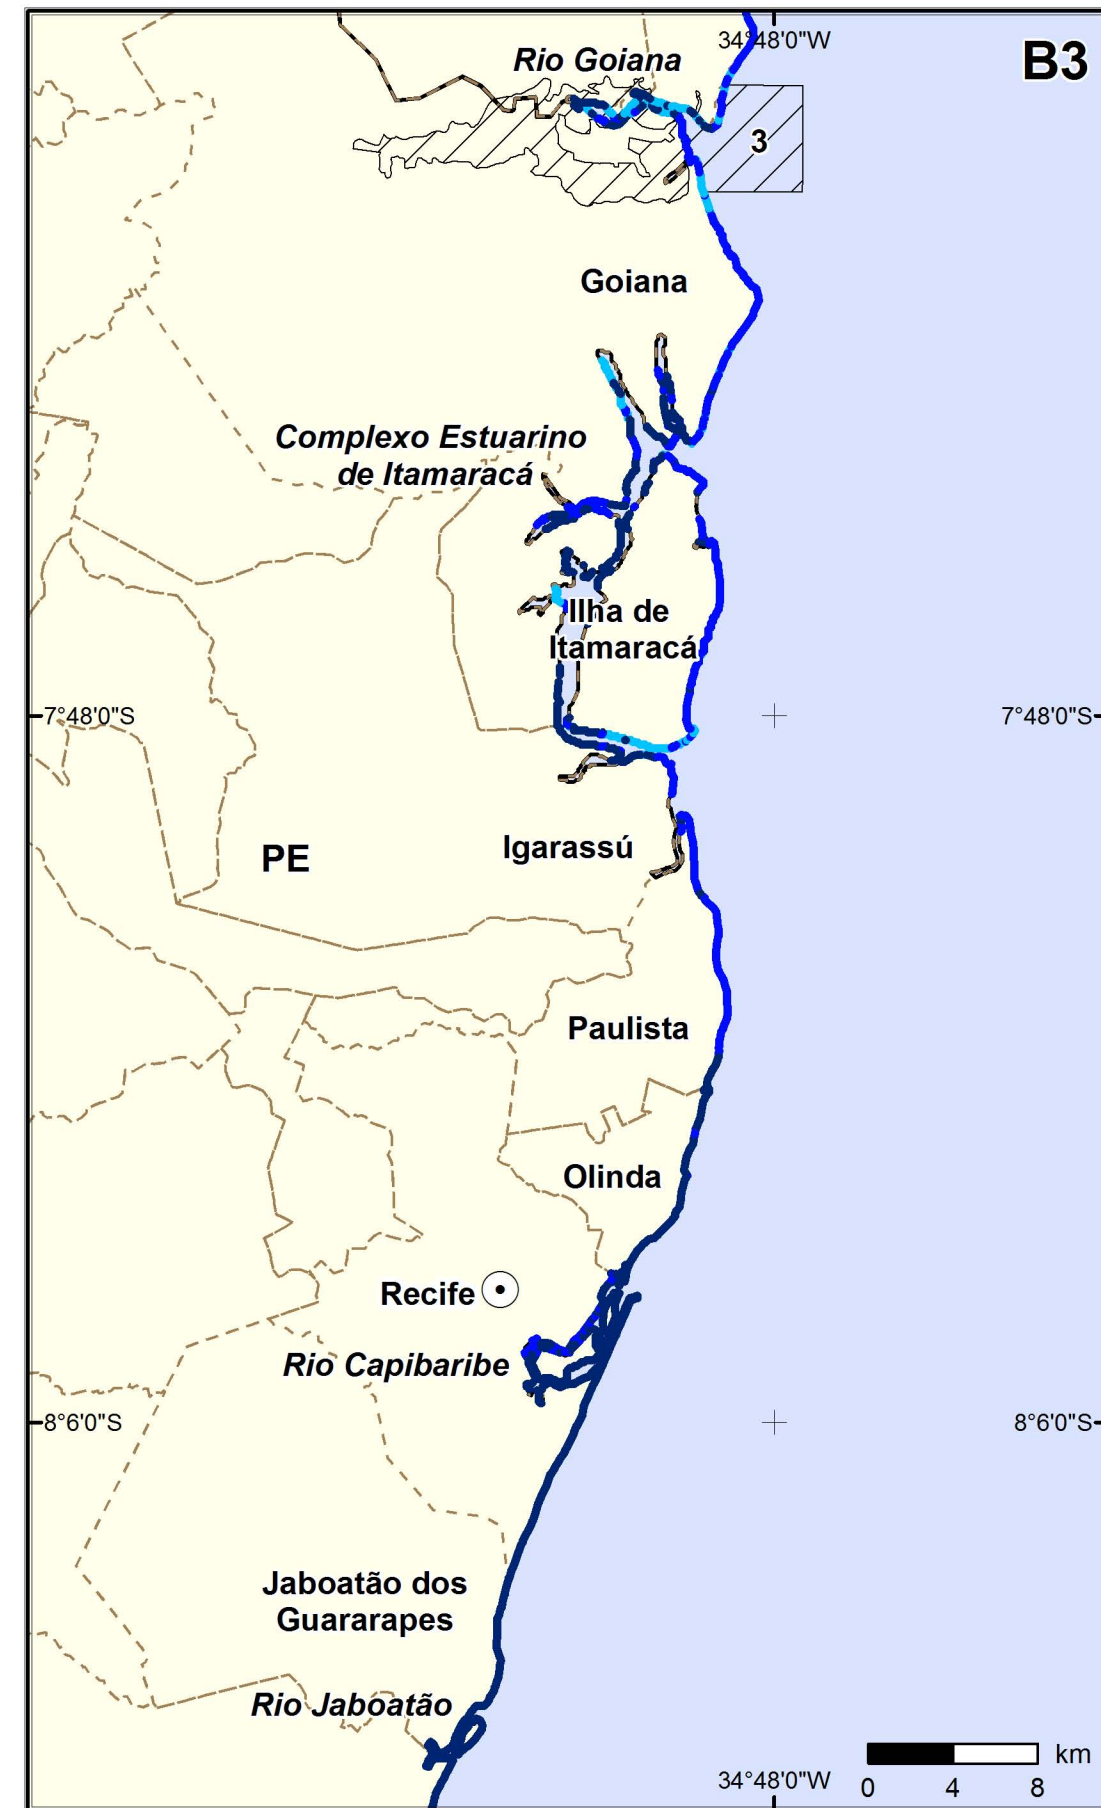 34°48'0"W
B3
Rio Goiana
3
Goiana
Complexo Estuarino
de Itamaracá
Ilha de
Itamaracá
7°48'0"S
7°48'0"S
Igarassú
PE
Paulista
Olinda
Recife
Rio Capibaribe
8°6'0"S
8°6'0"S
Jaboatão dos
Guararapes
Rio Jaboatão
34°48'0"W
km
0 4 8